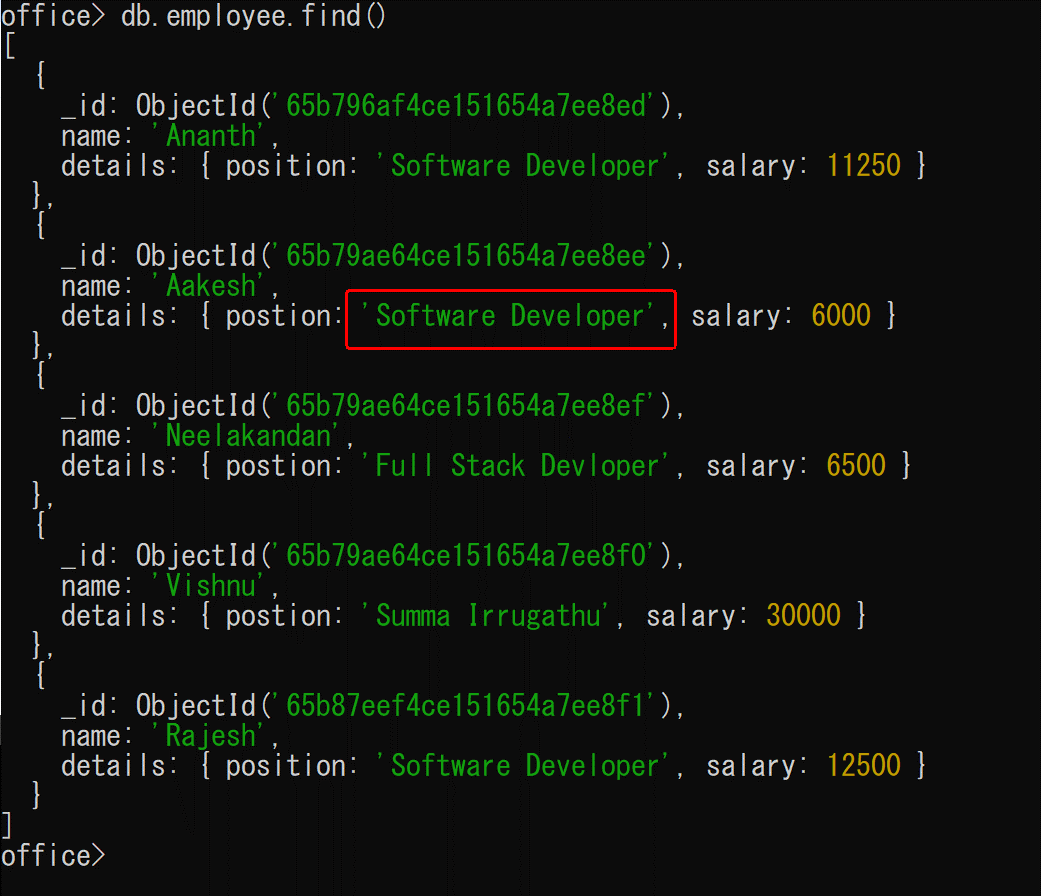 office> db.employee.find()
[
  {
    _id: ObjectId('65b796af4ce151654a7ee8ed'),
    name: 'Ananth',
    details: { position: 'Software Developer', salary: 11250 }
  },
  {
    _id: ObjectId('65b79ae64ce151654a7ee8ee'),
    name: 'Aakesh',
    details: { postion: 'Software Developer', salary: 6000 }
  },
  {
    _id: ObjectId('65b79ae64ce151654a7ee8ef'),
    name: 'Neelakandan',
    details: { postion: 'Full Stack Devloper', salary: 6500 }
  },
  {
    _id: ObjectId('65b79ae64ce151654a7ee8f0'),
    name: 'Vishnu',
    details: { postion: 'Summa Irrugathu', salary: 30000 }
  },
  {
    _id: ObjectId('65b87eef4ce151654a7ee8f1'),
    name: 'Rajesh',
    details: { position: 'Software Developer', salary: 12500 }
  }
]
office>